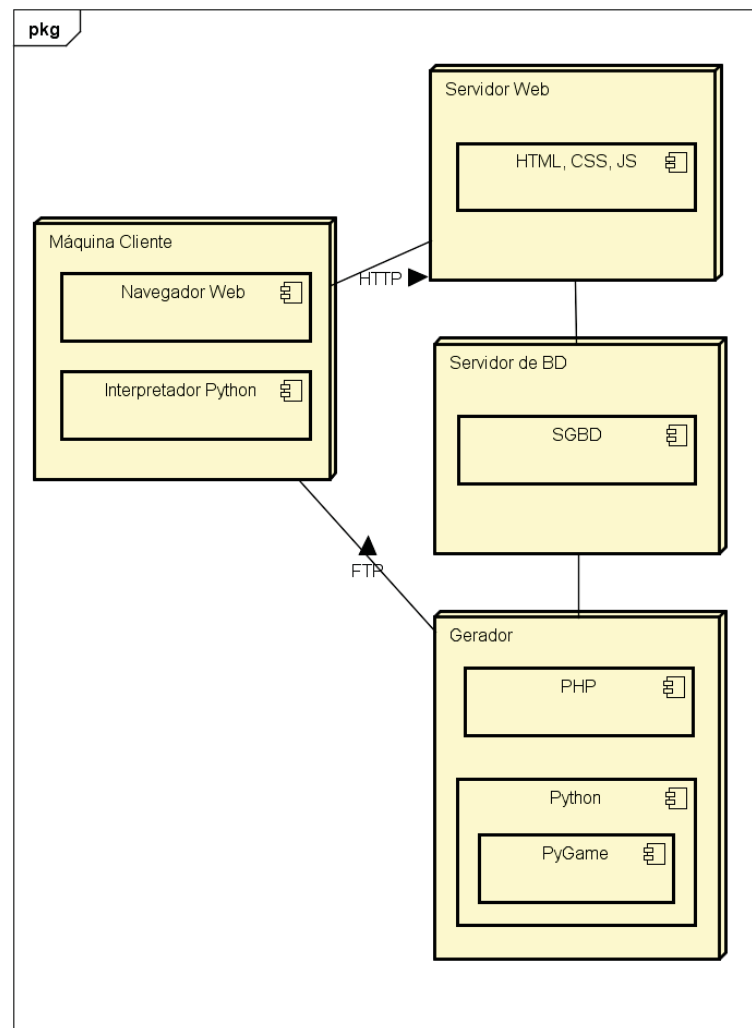 pkg
Servidor Web
HTML, CSS, JS
Máquina Cliente
Navegador Web
HTTP
Interpretador Python
Servidor de BD
SGBD
FTP
Gerador
PHP
Python
PyGame